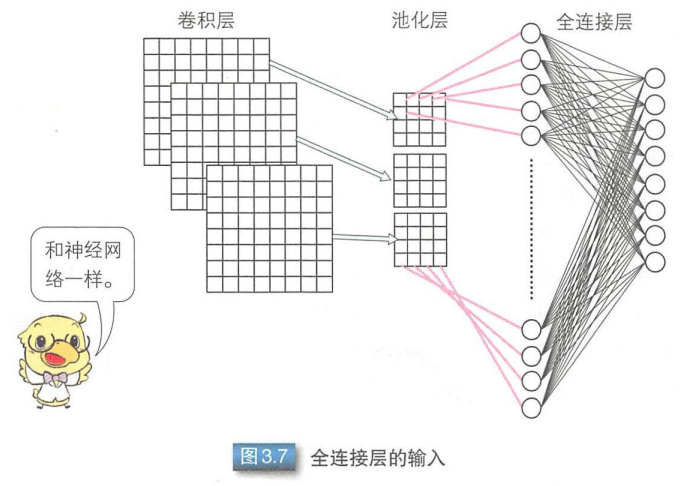 卷积层
池化层
全连接层
和神经网
络一样。
图3.7 全连接层的输入